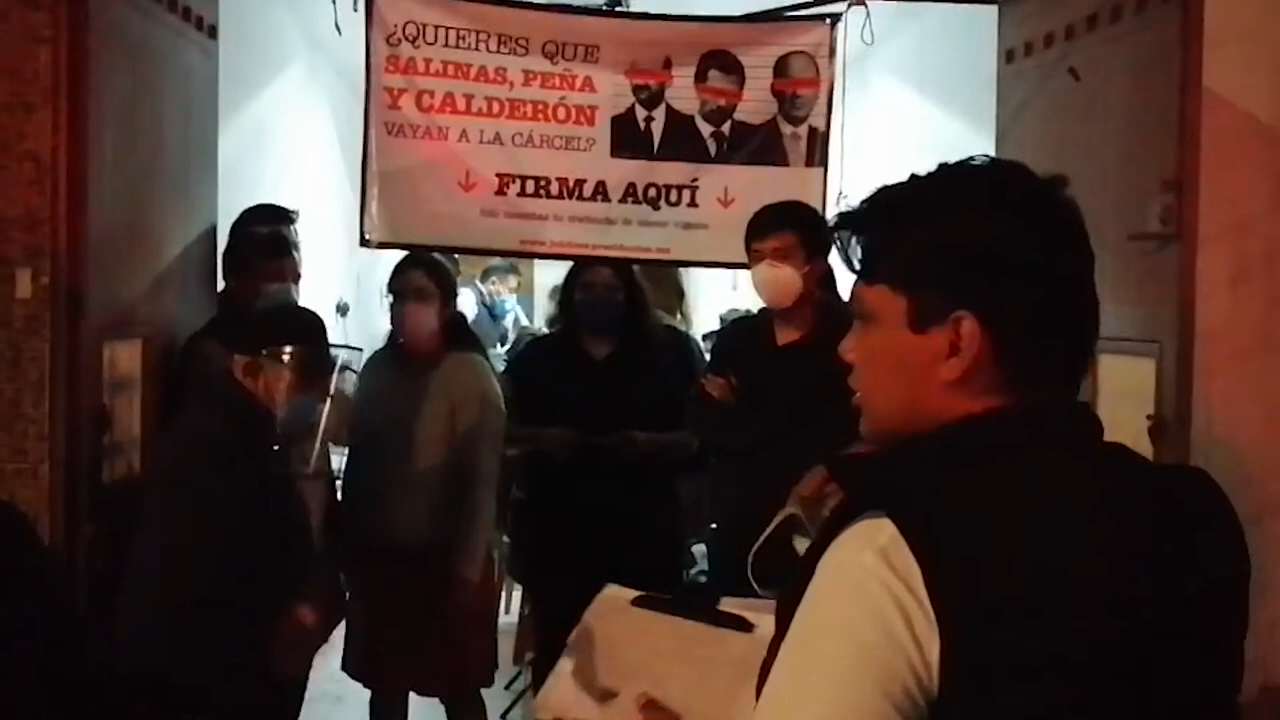 ¿QUIERES QUE
SALINAS, PEÑA
Y CALDERÓN
VAYAN A LA CÁRCEL?
FIRMA AQUÍ